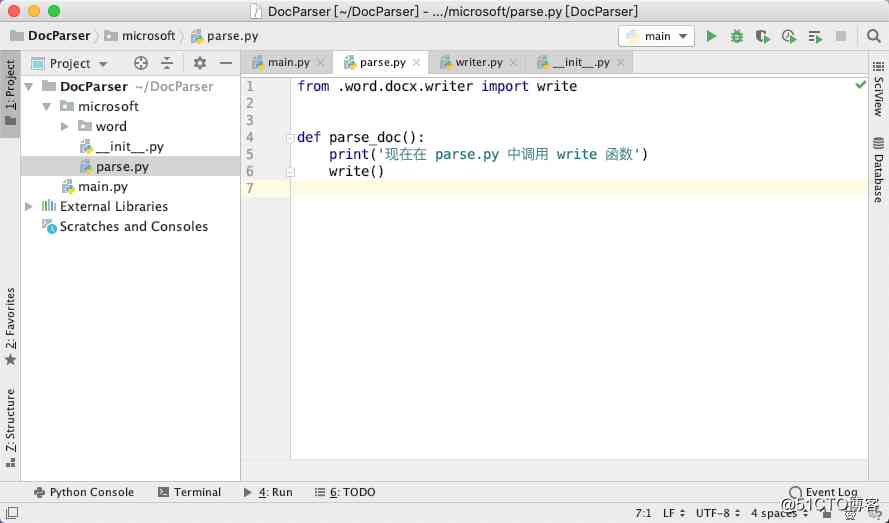 DocParser [~/DocParser] - .../microsoft/parse.py [DocParser]
DocParser microsoft parse.py main
Project main.py parse.py writer.py __init__.py
1: Project
DocParser ~/DocParser
microsoft
word
__init__.py
parse.py
main.py
External Libraries
Scratches and Consoles
1 from .word.docx.writer import write
2
3
4 def parse_doc():
5 print('现在在 parse.py 中调用 write 函数')
6 write()
7
SciView
Database
2: Favorites
7: Structure
Python Console Terminal 4: Run 6: TODO Event Log
7:1 LF UTF-8 4 spaces
@51CTO博客